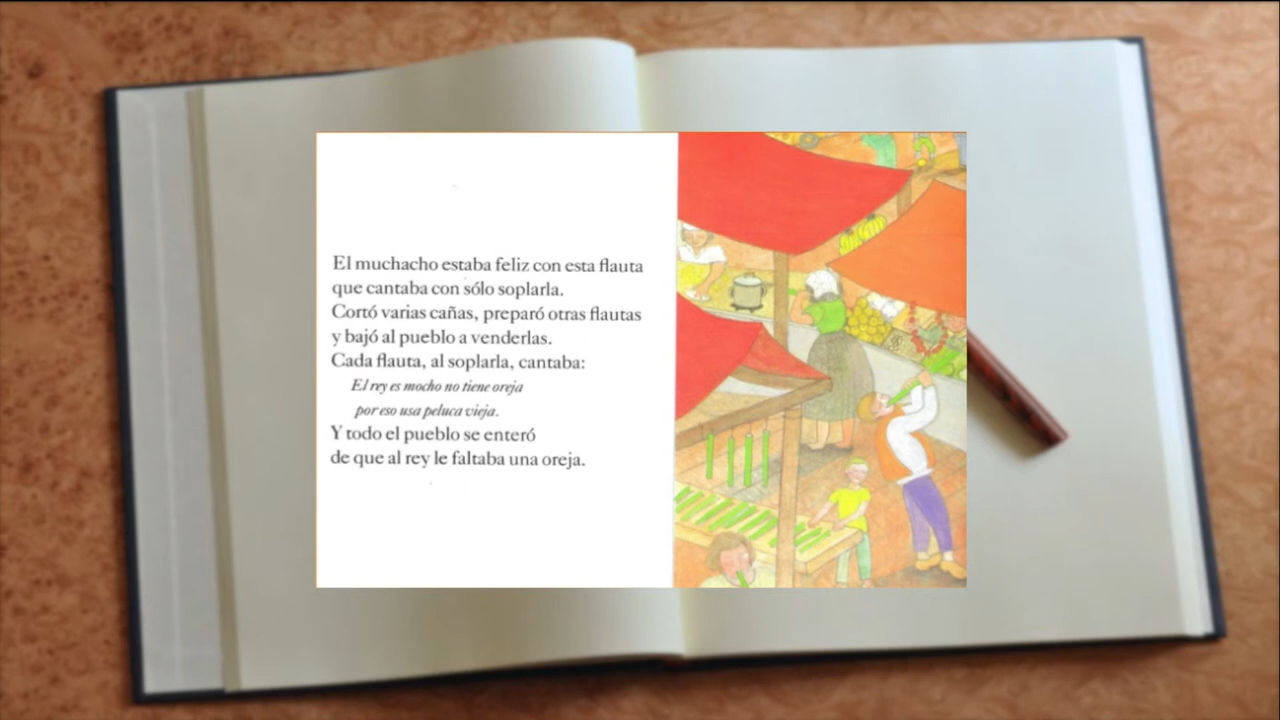 El muchacho estaba feliz con esta flauta
que cantaba con sólo soplarla.
Cortó varias cañas, preparó otras flautas
y bajó al pueblo a venderlas.
Cada flauta, al soplarla, cantaba:
El rey es mocho no tiene oreja
por eso usa peluca vieja.
Y todo el pueblo se enteró
de que al rey le faltaba una oreja.